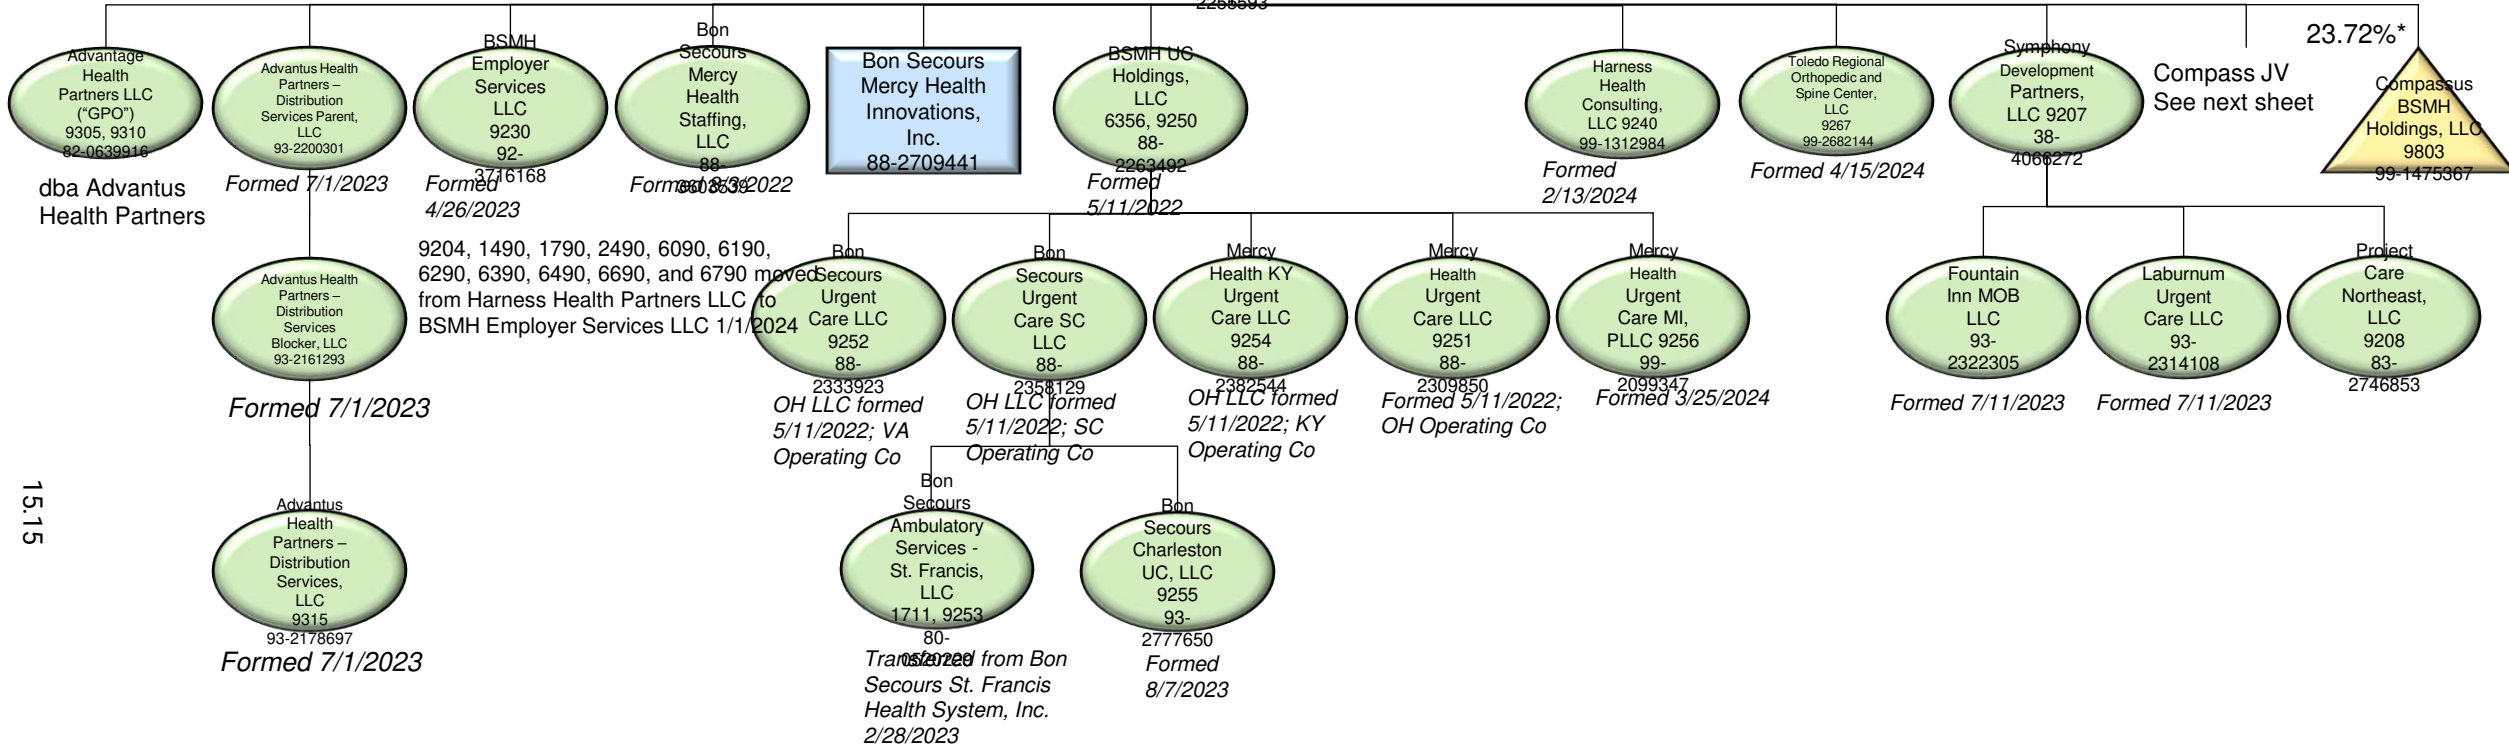 2255593
Advantage
Health
Partners LLC
("GPO")
9305, 9310
82-0639916
dba Advantus
Health Partners
Advantus Health
Partners –
Distribution
Services Parent,
LLC
93-2200301
Formed 7/1/2023
BSMH
Employer
Services
LLC
9230
92-
3716168
Formed
4/26/2023
Bon
Secours
Mercy
Health
Staffing,
LLC
88-
3603539
Formed 8/3/2022
Bon Secours
Mercy Health
Innovations,
Inc.
88-2709441
BSMH UC
Holdings,
LLC
6356, 9250
88-
2263492
Formed
5/11/2022
Harness
Health
Consulting,
LLC 9240
99-1312984
Formed
2/13/2024
Toledo Regional
Orthopedic and
Spine Center,
LLC
9267
99-2682144
Formed 4/15/2024
Symphony
Development
Partners,
LLC 9207
38-
4066272
Compass JV
See next sheet
23.72%*
Compassus
BSMH
Holdings, LLC
9803
99-1475367
9204, 1490, 1790, 2490, 6090, 6190,
6290, 6390, 6490, 6690, and 6790 moved
from Harness Health Partners LLC to
BSMH Employer Services LLC 1/1/2024
Advantus Health
Partners –
Distribution
Services
Blocker, LLC
93-2161293
Formed 7/1/2023
Bon
Secours
Urgent
Care LLC
9252
88-
2333923
OH LLC formed
5/11/2022; VA
Operating Co
Bon
Secours
Urgent
Care SC
LLC
88-
2358129
OH LLC formed
5/11/2022; SC
Operating Co
Mercy
Health KY
Urgent
Care LLC
9254
88-
2382544
OH LLC formed
5/11/2022; KY
Operating Co
Mercy
Health
Urgent
Care LLC
9251
88-
2309850
Formed 5/11/2022;
OH Operating Co
Mercy
Health
Urgent
Care MI,
PLLC 9256
99-
2099347
Formed 3/25/2024
Fountain
Inn MOB
LLC
93-
2322305
Formed 7/11/2023
Laburnum
Urgent
Care LLC
93-
2314108
Formed 7/11/2023
Project
Care
Northeast,
LLC
9208
83-
2746853
15.15
Advantus
Health
Partners –
Distribution
Services,
LLC
9315
93-2178697
Formed 7/1/2023
Bon
Secours
Ambulatory
Services -
St. Francis,
LLC
1711, 9253
80-
Transferred from Bon
Secours St. Francis
Health System, Inc.
2/28/2023
Bon
Secours
Charleston
UC, LLC
9255
93-
2777650
Formed
8/7/2023